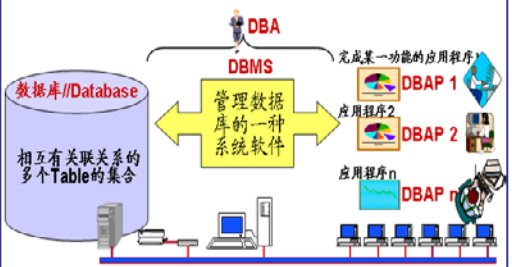 DBA
DBMS
数据库//Database
管理数据
库的一种
系统软件
相互有关联关系的
多个Table的集合
完成某一功能的应用程序1
DBAP 1
应用程序2
DBAP 2
应用程序n
DBAP n